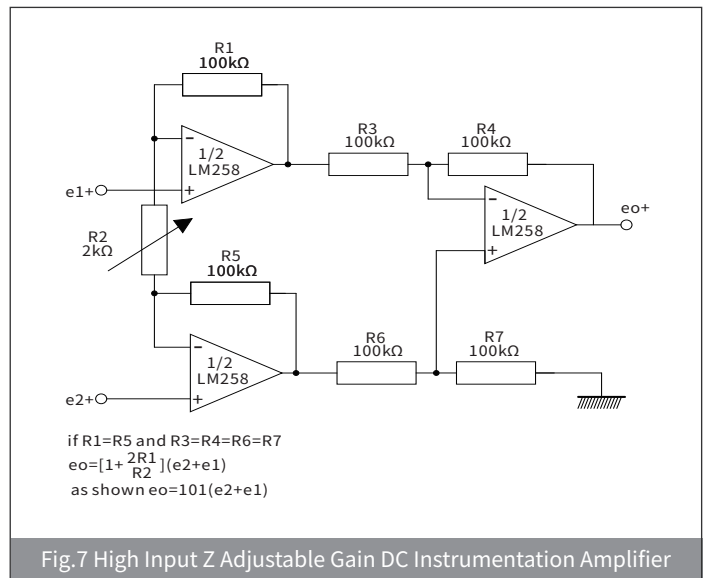 R1
100kΩ
1/2
LM258
-
+
e1+
R3
100kΩ
R4
100kΩ
-
+
1/2
LM258
eo+
R2
2kΩ
R5
100kΩ
-
+
1/2
LM258
e2+
R6
100kΩ
R7
100kΩ
if R1=R5 and R3=R4=R6=R7
eo=[1+ 2R1/R2 ](e2+e1)
as shown eo=101(e2+e1)
Fig.7 High Input Z Adjustable Gain DC Instrumentation Amplifier